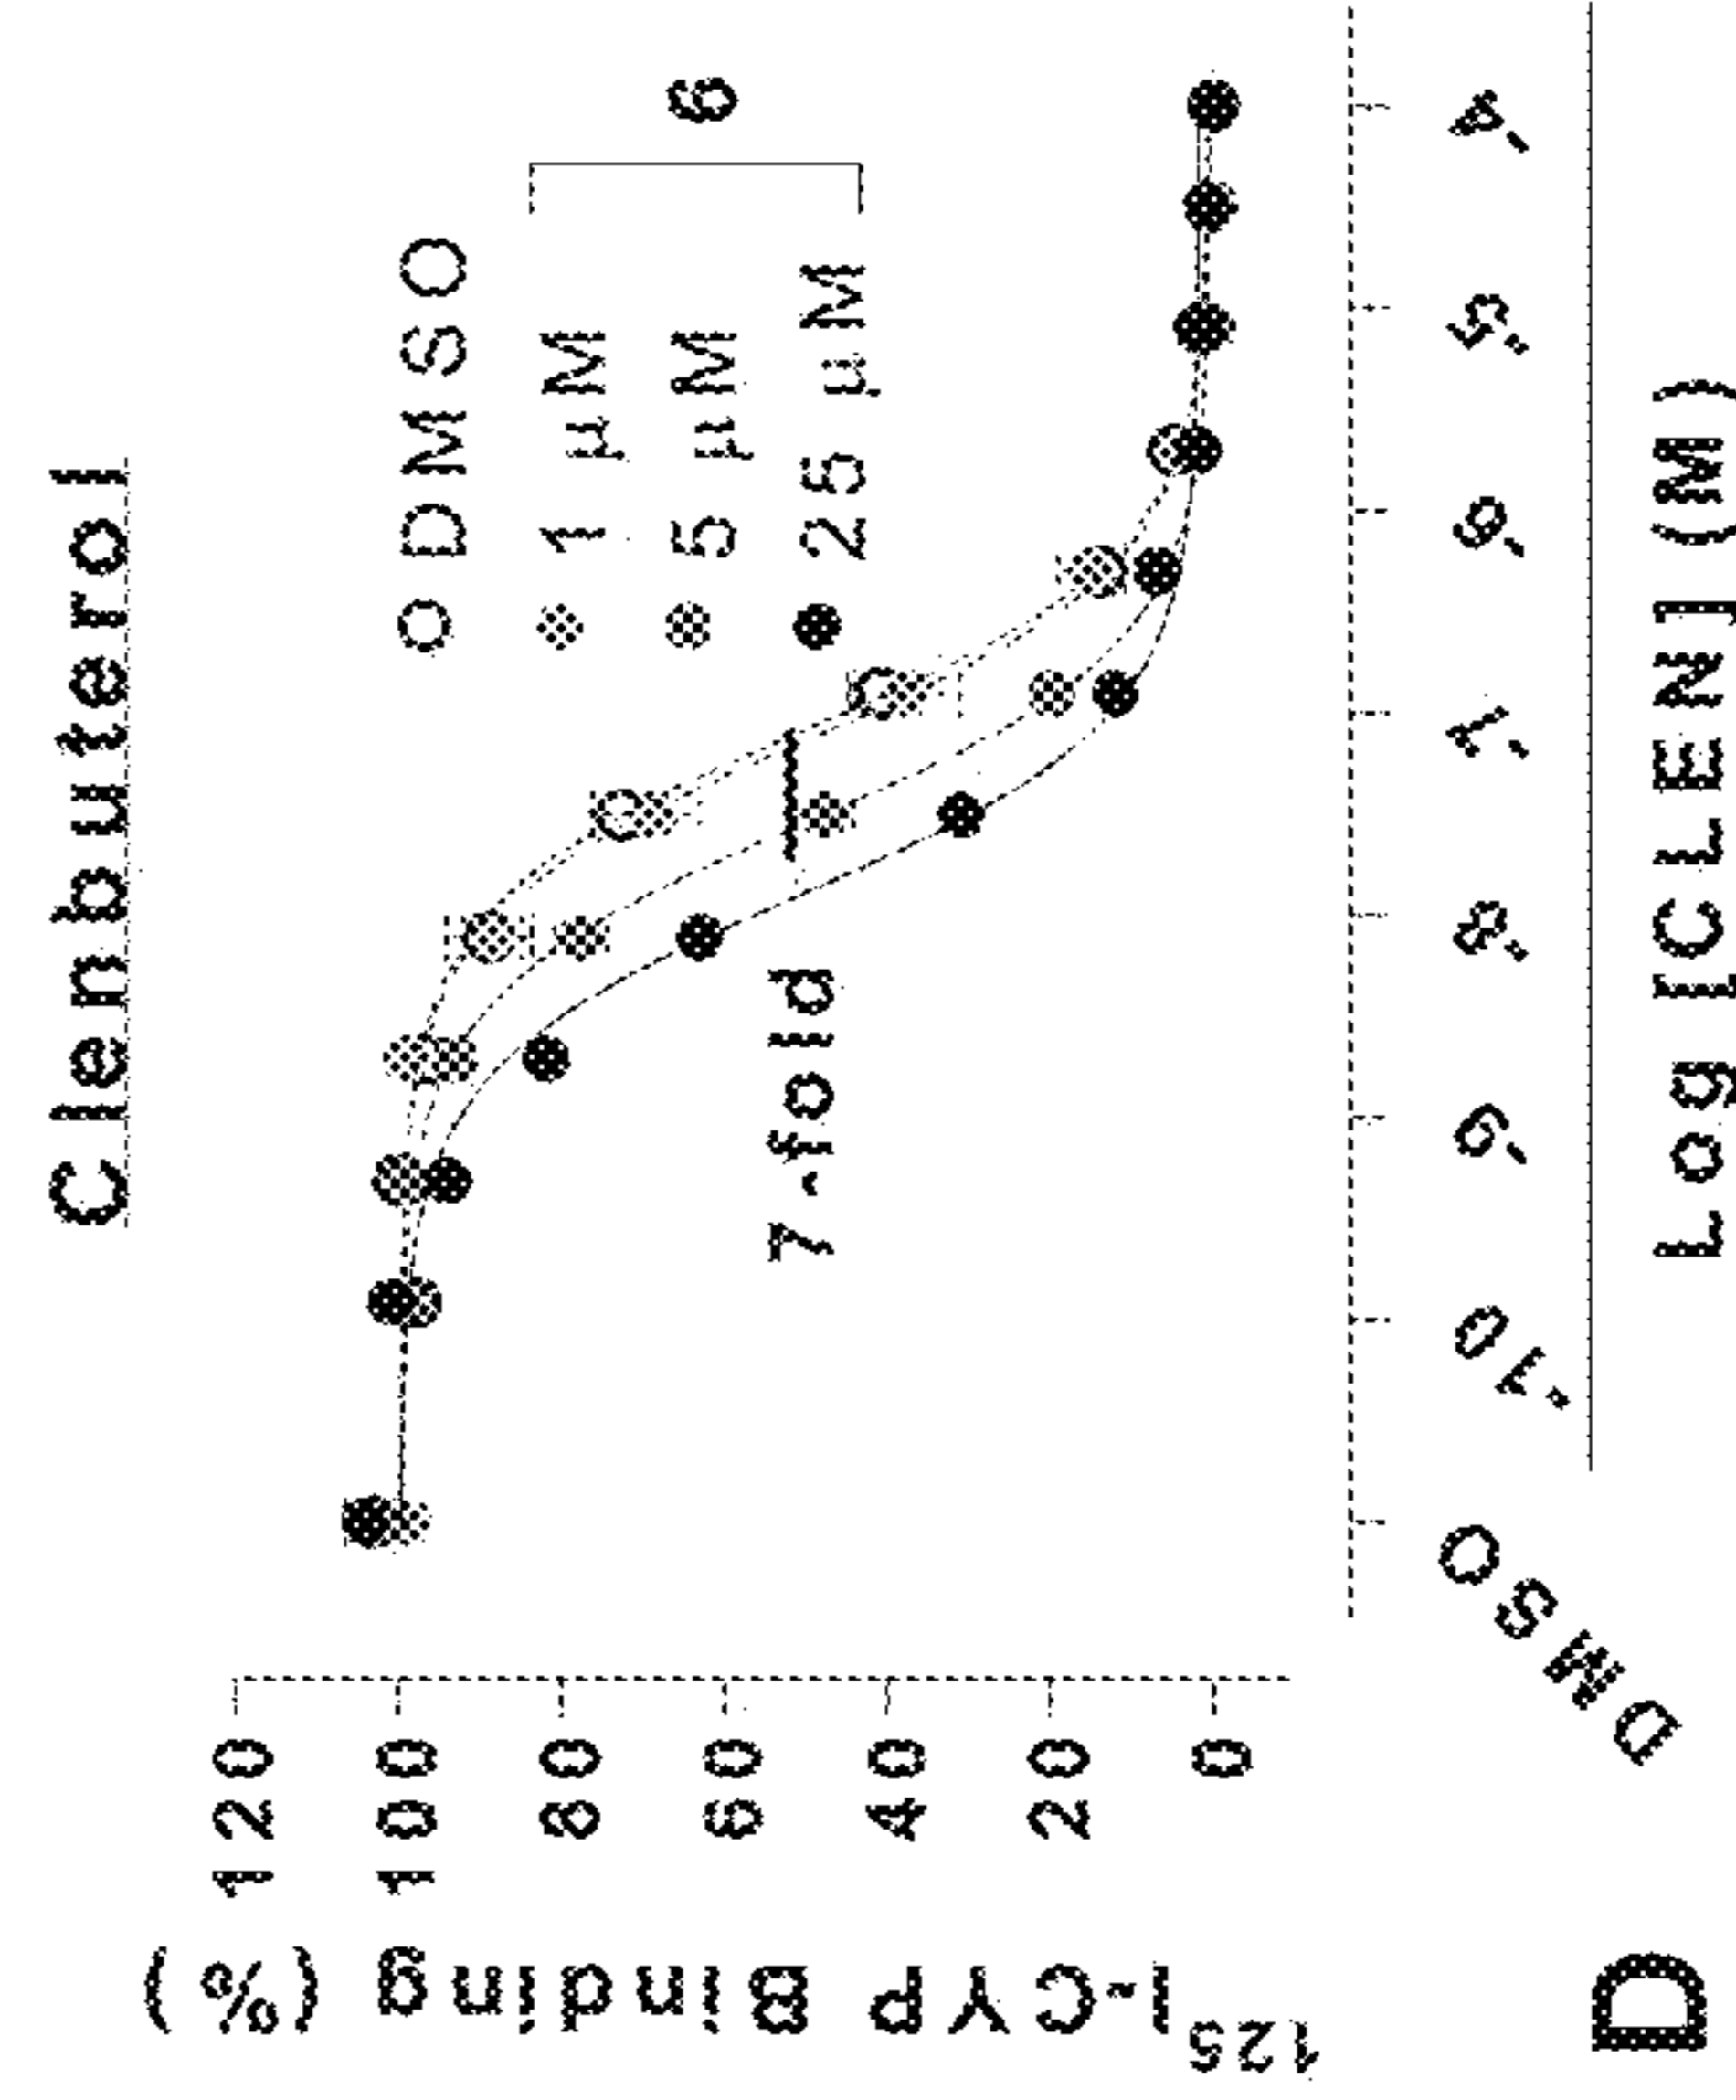 Clenbuterol
DMSO
1 μM
5 μM
25 μM
6
7-fold
120
100
80
60
40
20
0
¹²⁵I-CYP Binding (%)
DMSO
-10
-9
-8
-7
-6
-5
-4
Log [CLEN] (M)
D